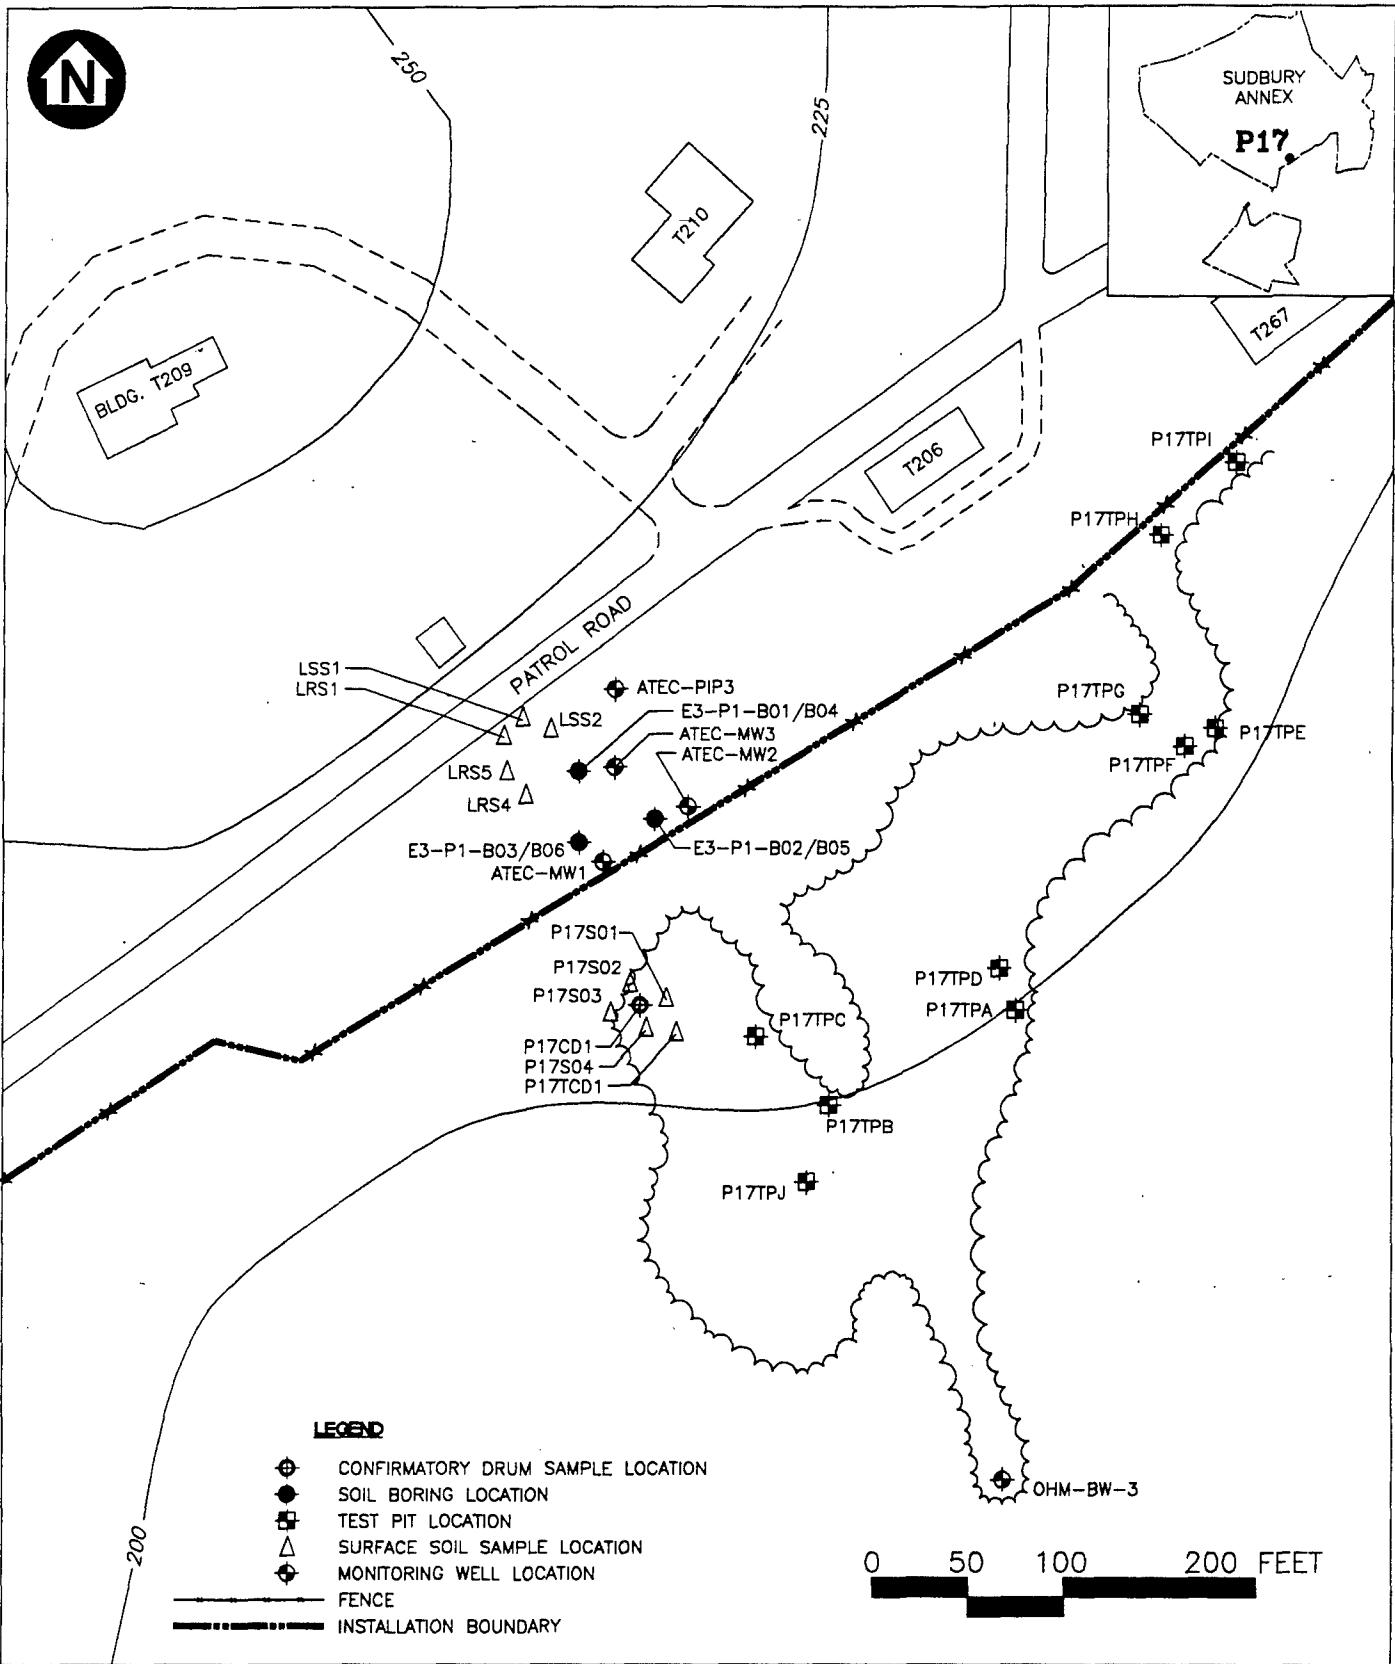 N
250
225
SUDBURY
ANNEX
P17
T210
T267
BLDG. T209
T206
P17TPI
P17TPH
PATROL ROAD
LSS1
LRS1
ATEC-PIP3
LSS2
E3-P1-B01/B04
ATEC-MW3
ATEC-MW2
P17TPG
P17TPE
P17TPF
LRS5
LRS4
E3-P1-B03/B06
E3-P1-B02/B05
ATEC-MW1
P17SO1
P17SO2
P17SO3
P17TPD
P17TPA
P17TPC
P17CD1
P17SO4
P17TCD1
P17TPB
P17TPJ
LEGEND
CONFIRMATORY DRUM SAMPLE LOCATION
SOIL BORING LOCATION
TEST PIT LOCATION
SURFACE SOIL SAMPLE LOCATION
MONITORING WELL LOCATION
FENCE
INSTALLATION BOUNDARY
OHM-BW-3
200
0 50 100 200 FEET